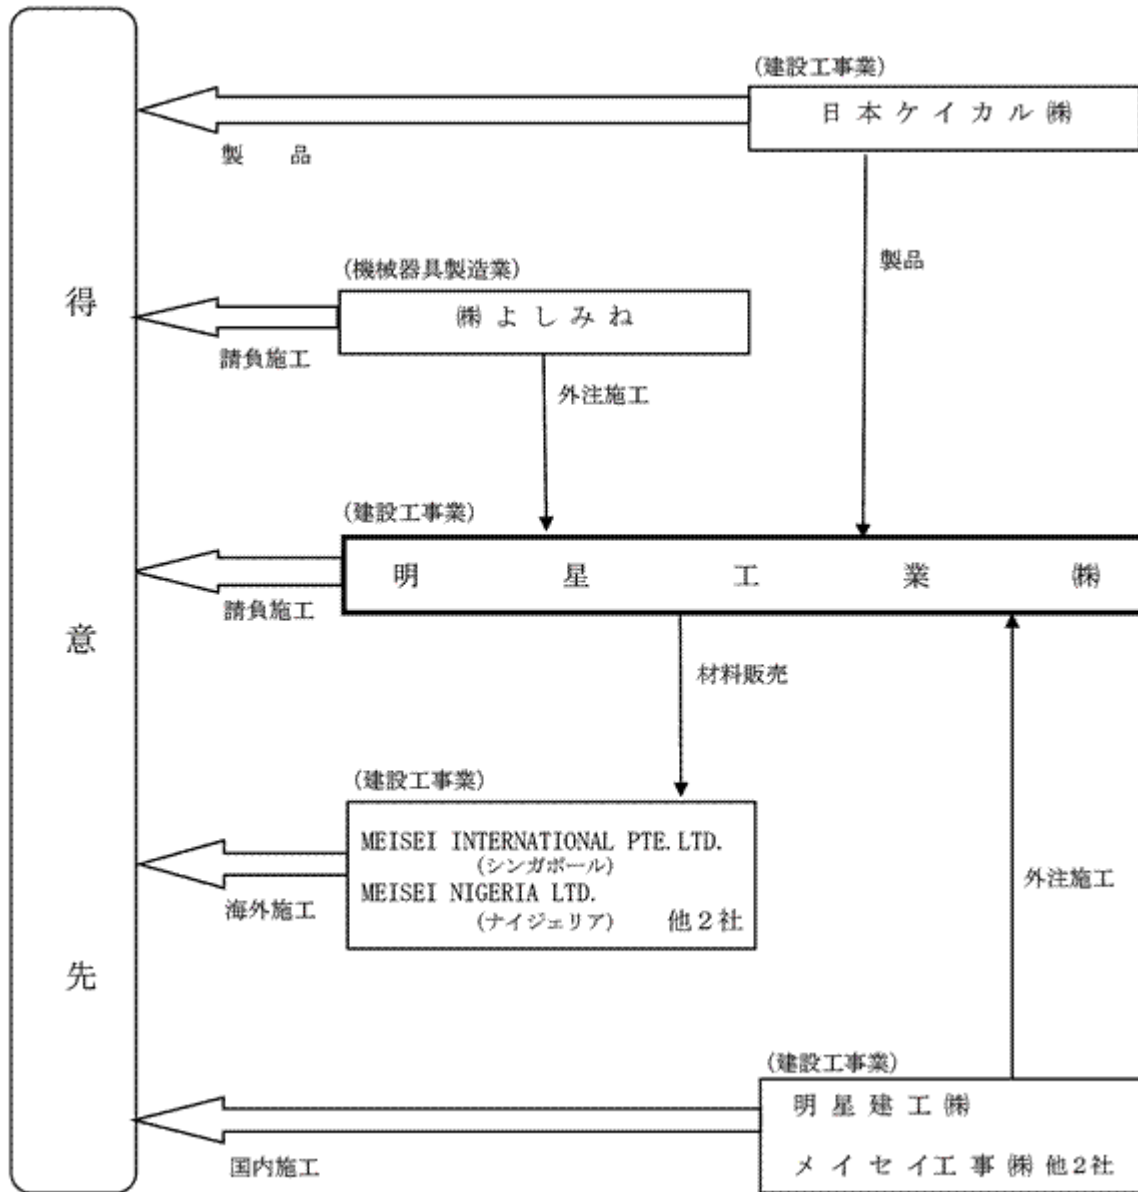 (建設工事業)
日本ケイカル㈱
製　品
製品
(機械器具製造業)
㈱よしみね
請負施工
外注施工
得意先
(建設工事業)
明星工業㈱
請負施工
材料販売
(建設工事業)
MEISEI INTERNATIONAL PTE.LTD.
(シンガポール)
MEISEI NIGERIA LTD.
(ナイジェリア)　他２社
海外施工
外注施工
(建設工事業)
明星建工㈱
メイセイ工事㈱他２社
国内施工